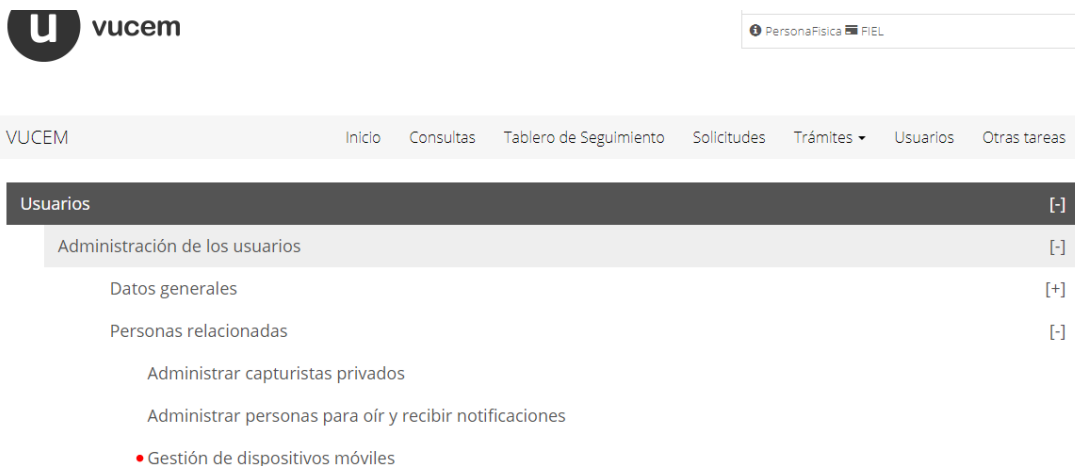 u vucem
PersonaFisica FIEL
VUCEM Inicio Consultas Tablero de Seguimiento Solicitudes Trámites Usuarios Otras tareas
Usuarios [-]
Administración de los usuarios [-]
Datos generales [+]
Personas relacionadas [-]
Administrar capturistas privados
Administrar personas para oír y recibir notificaciones
Gestión de dispositivos móviles